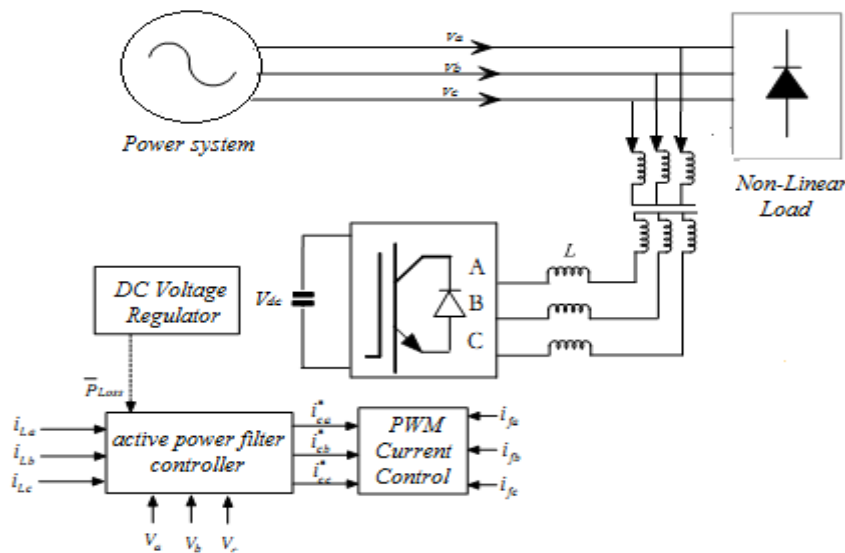 va
vb
vc
Power system
Non-Linear
Load
L
A
B
C
Vdc
DC Voltage
Regulator
P̅Loss
iLa
iLb
iLc
active power filter
controller
i*ca
i*cb
i*cc
PWM
Current
Control
ifa
ifb
ifc
Va
Vb
Vc